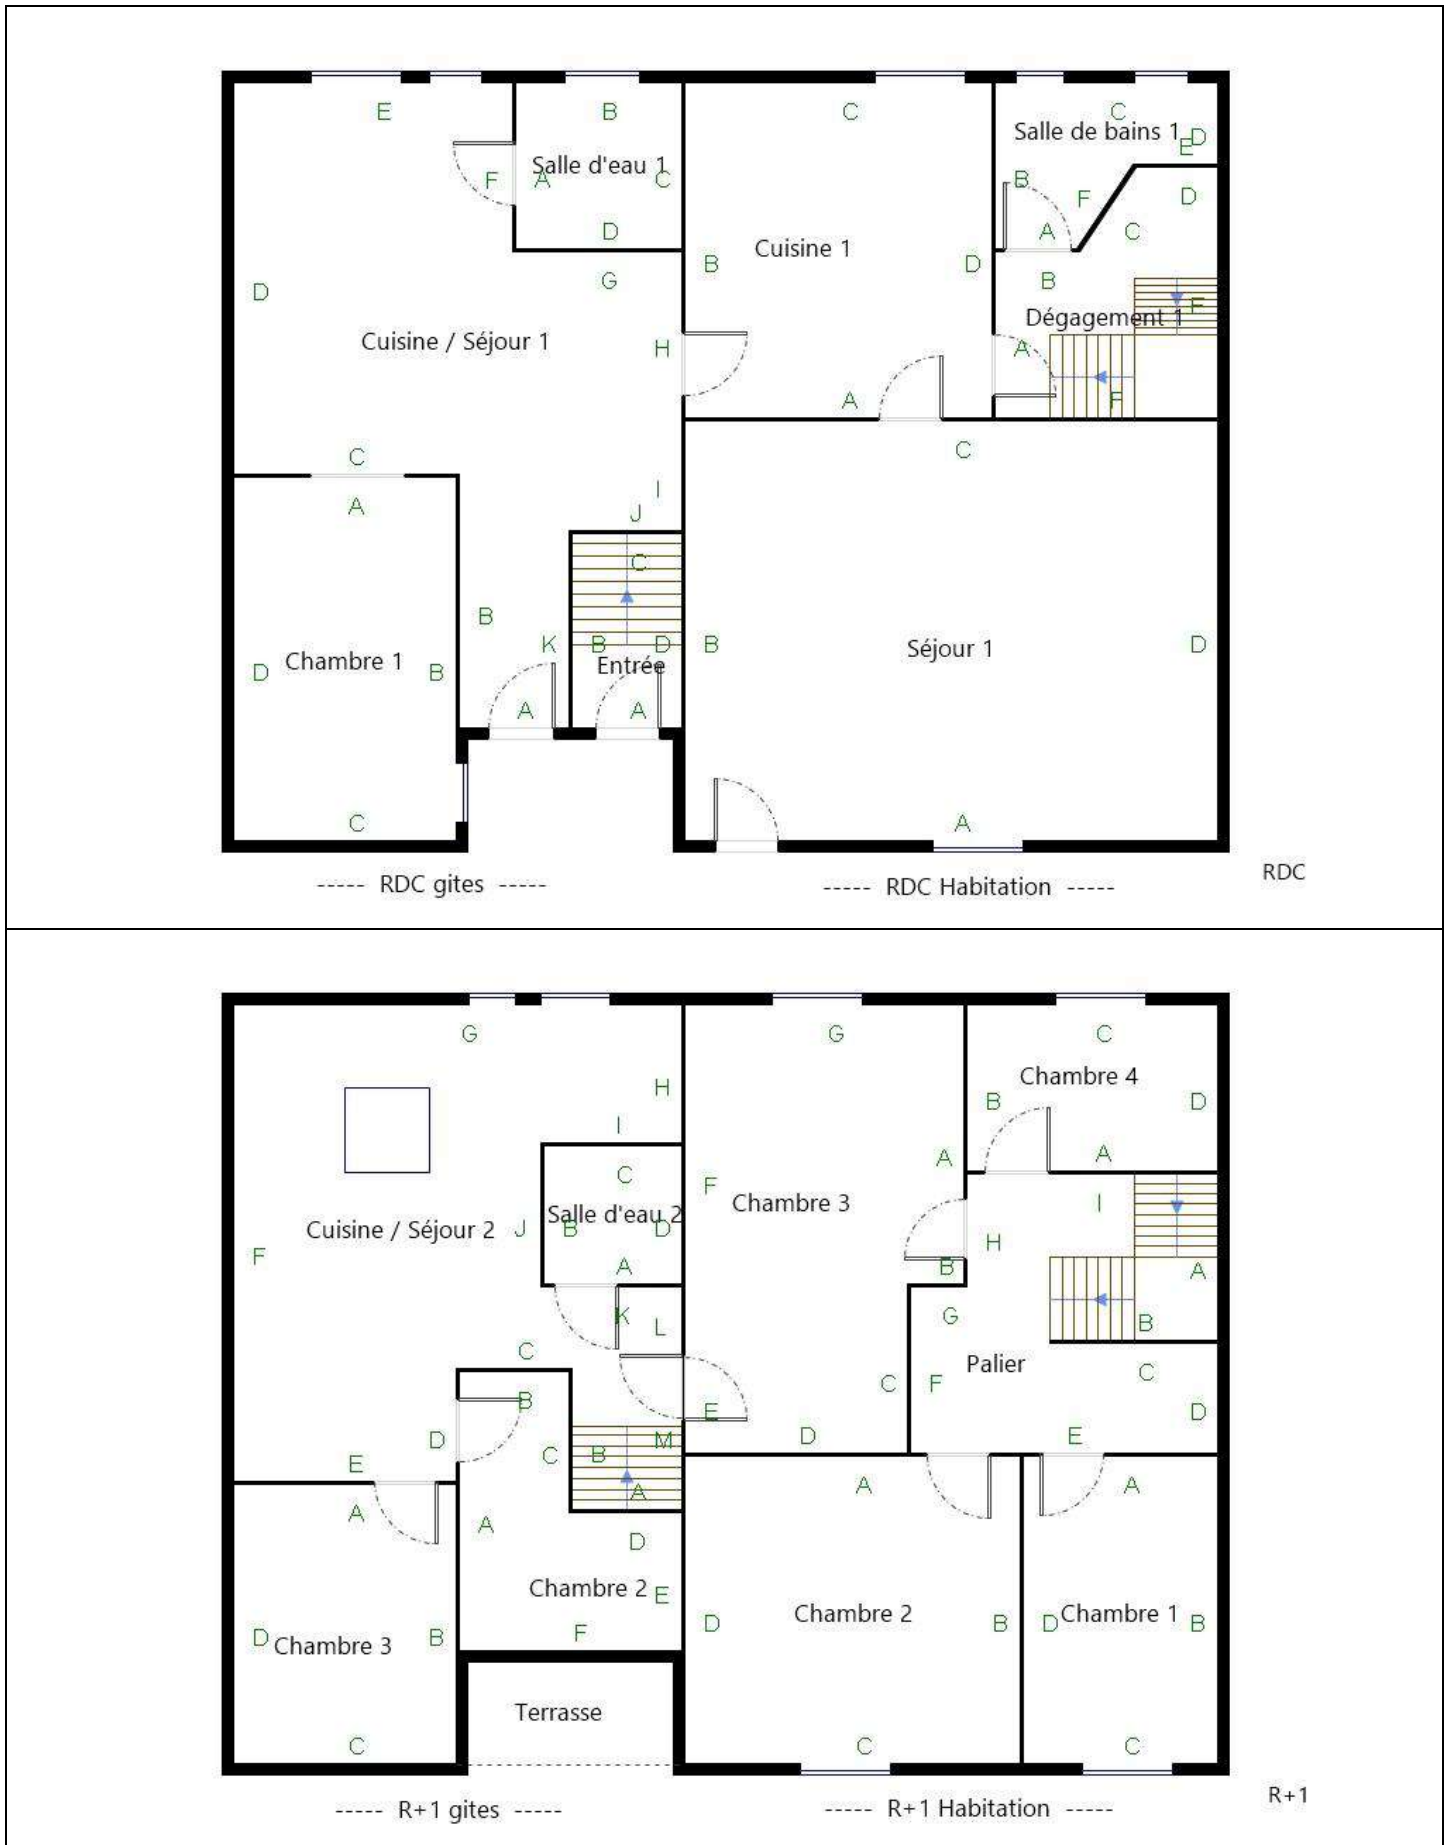 E B C C
Salle de bains 1
D
E
Salle d'eau 1
F A C B F D
D A C
Cuisine 1
B D
G B
D
F
Dégagement 1
Cuisine / Séjour 1
H A
A F
C C
I
A J
C
B
K B D B Séjour 1 D
Chambre 1 Entrée
D B
A A
C A
----- RDC gites ----- ----- RDC Habitation ----- RDC
G G C
Chambre 4
H B D
I
A A
C
F
Chambre 3 I
Salle d'eau 2
Cuisine / Séjour 2 J B D
H
F
A B A
K L G B
C Palier
C F C
B E D
D M D E
E C B
A A A A
A
D
Chambre 2 E
Chambre 2 Chambre 1
F D B D B
D Chambre 3 B
Terrasse
C C C
----- R+1 gites ----- ----- R+1 Habitation ----- R+1